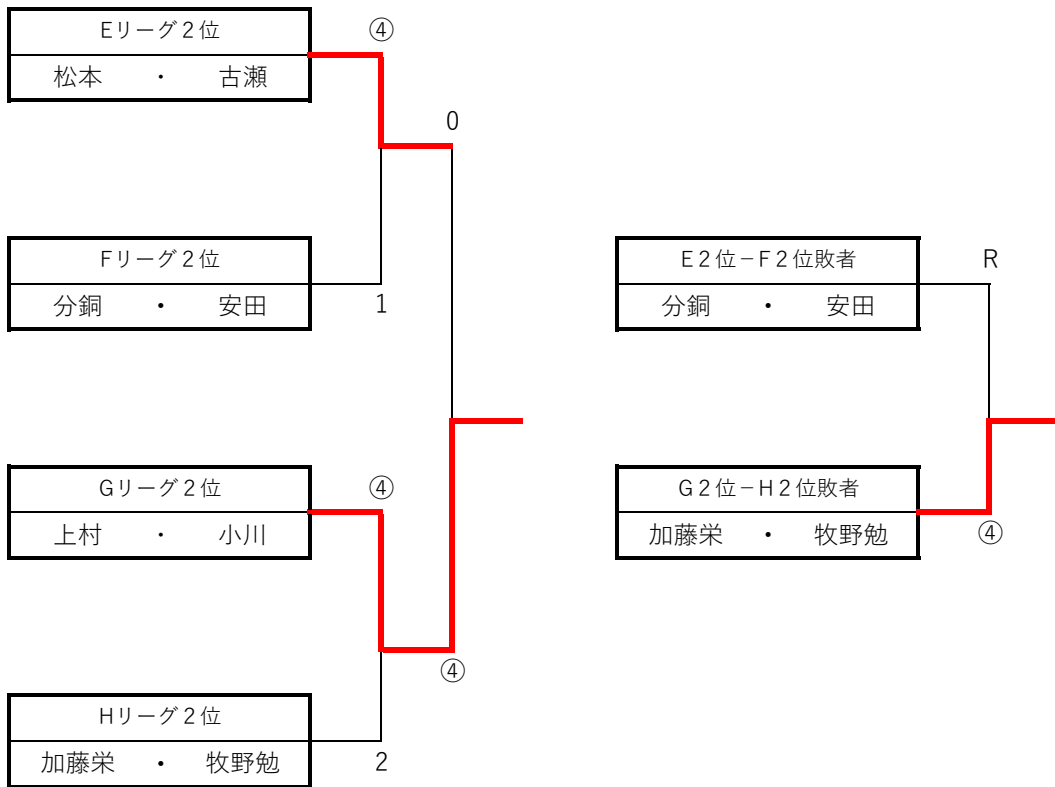 Eリーグ２位
④
松本　・　古瀬
0
Fリーグ２位
分銅　・　安田
1
Gリーグ２位
④
上村　・　小川
④
Hリーグ２位
加藤栄　・　牧野勉
2
E２位－F２位敗者
R
分銅　・　安田
G２位－H２位敗者
加藤栄　・　牧野勉
④